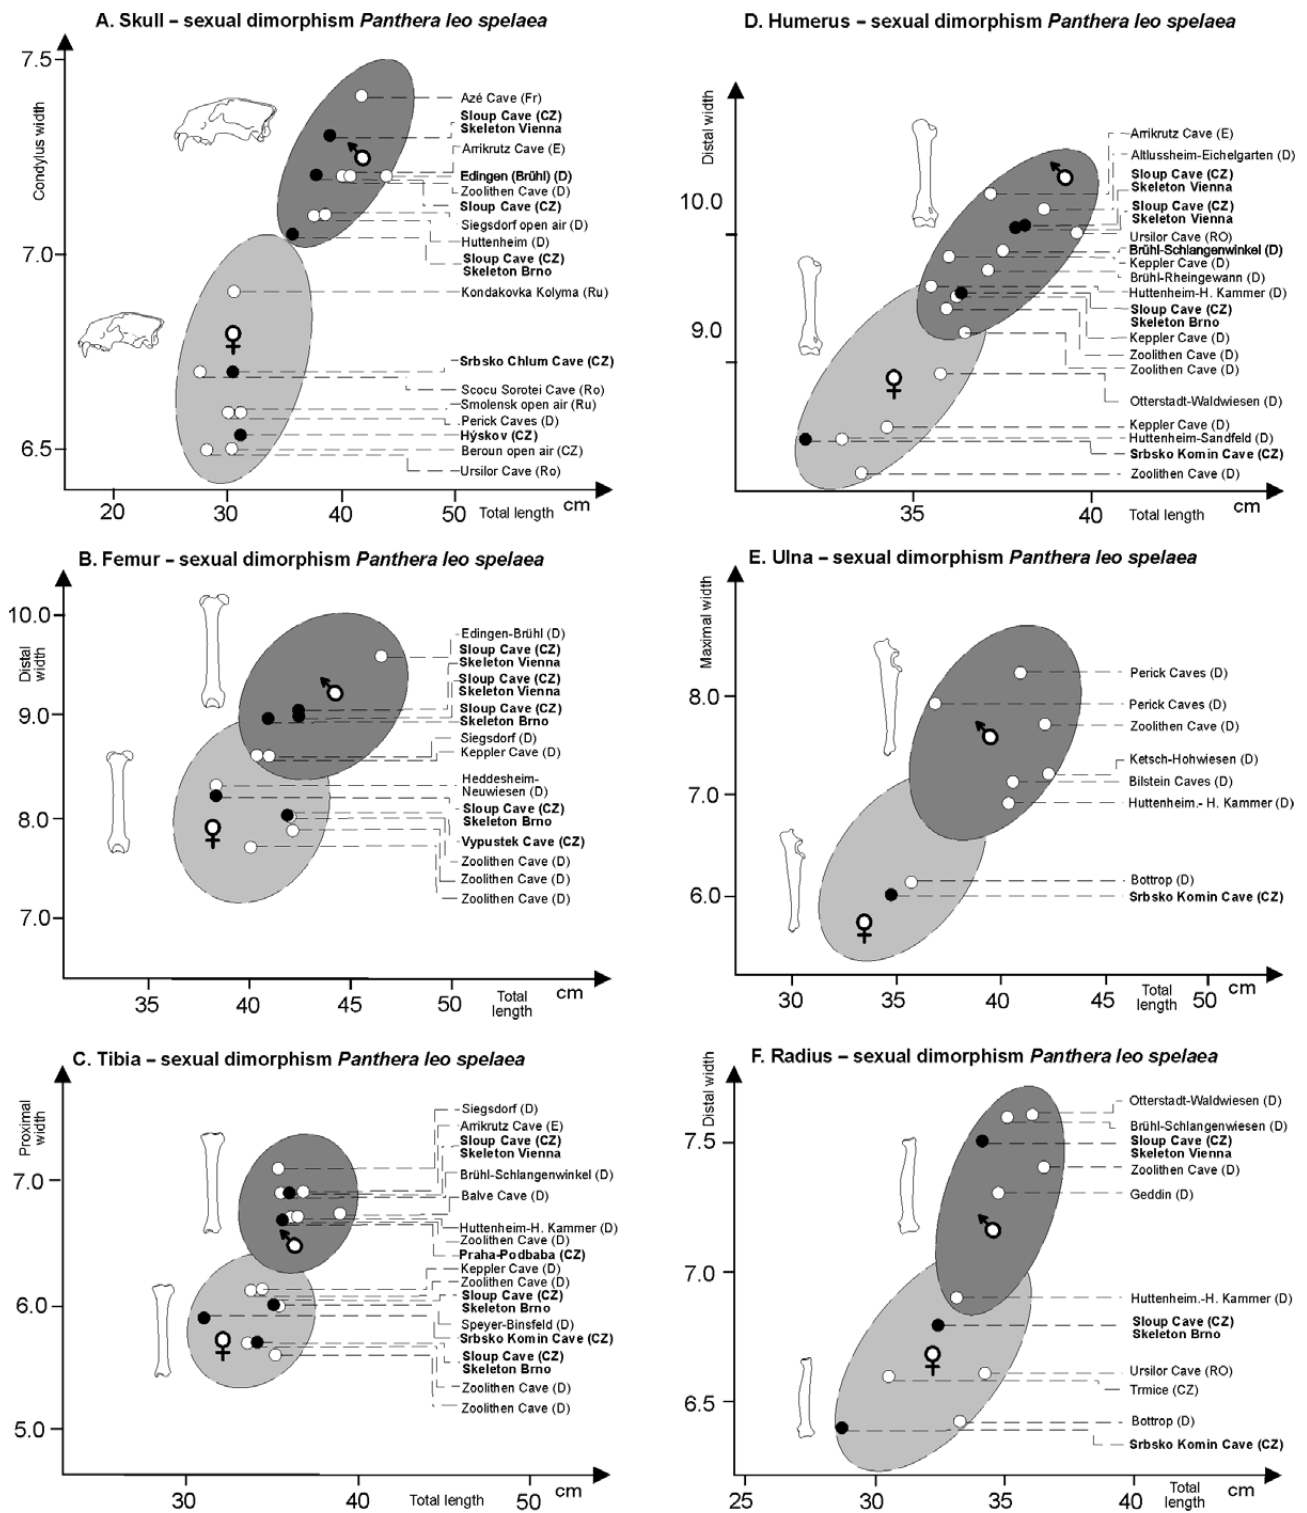 A. Skull – sexual dimorphism Panthera leo spelaea
Condylus width
7.5
7.0
6.5
Azé Cave (Fr)
Sloup Cave (CZ)
Skeleton Vienna
Arrikrutz Cave (E)
Edingen (Brühl) (D)
Zoolithen Cave (D)
Sloup Cave (CZ)
Siegsdorf open air (D)
Huttenheim (D)
Sloup Cave (CZ)
Skeleton Brno
Kondakovka Kolyma (Ru)
Srbsko Chlum Cave (CZ)
Scocu Sorotei Cave (Ro)
Smolensk open air (Ru)
Perick Caves (D)
Hýskov (CZ)
Beroun open air (CZ)
Ursilor Cave (Ro)
20 30 40 50 cm
Total length
B. Femur – sexual dimorphism Panthera leo spelaea
Distal
width
10.0
9.0
8.0
7.0
Edingen-Brühl (D)
Sloup Cave (CZ)
Skeleton Vienna
Sloup Cave (CZ)
Skeleton Vienna
Sloup Cave (CZ)
Skeleton Brno
Siegsdorf (D)
Keppler Cave (D)
Heddesheim-
Neuwiesen (D)
Sloup Cave (CZ)
Skeleton Brno
Vypustek Cave (CZ)
Zoolithen Cave (D)
Zoolithen Cave (D)
Zoolithen Cave (D)
35 40 45 50 cm
Total
length
C. Tibia – sexual dimorphism Panthera leo spelaea
Proximal
width
7.0
6.0
5.0
Siegsdorf (D)
Arrikrutz Cave (E)
Sloup Cave (CZ)
Skeleton Vienna
Brühl-Schlangenwinkel (D)
Balve Cave (D)
Huttenheim-H. Kammer (D)
Zoolithen Cave (D)
Praha-Podbaba (CZ)
Keppler Cave (D)
Zoolithen Cave (D)
Sloup Cave (CZ)
Skeleton Brno
Speyer-Binsfeld (D)
Srbsko Komin Cave (CZ)
Sloup Cave (CZ)
Skeleton Brno
Zoolithen Cave (D)
Zoolithen Cave (D)
30 40 50 cm
Total length
D. Humerus – sexual dimorphism Panthera leo spelaea
Distal width
10.0
9.0
Arrikrutz Cave (E)
Altlussheim-Eichelgarten (D)
Sloup Cave (CZ)
Skeleton Vienna
Sloup Cave (CZ)
Skeleton Vienna
Ursilor Cave (RO)
Brühl-Schlangenwinkel (D)
Keppler Cave (D)
Brühl-Rheingewann (D)
Huttenheim-H. Kammer (D)
Sloup Cave (CZ)
Skeleton Brno
Keppler Cave (D)
Zoolithen Cave (D)
Zoolithen Cave (D)
Otterstadt-Waldwiesen (D)
Keppler Cave (D)
Huttenheim-Sandfeld (D)
Srbsko Komin Cave (CZ)
Zoolithen Cave (D)
35 40 cm
Total length
E. Ulna – sexual dimorphism Panthera leo spelaea
Maximal width
8.0
7.0
6.0
Perick Caves (D)
Perick Caves (D)
Zoolithen Cave (D)
Ketsch-Hohwiesen (D)
Bilstein Caves (D)
Huttenheim.- H. Kammer (D)
Bottrop (D)
Srbsko Komin Cave (CZ)
30 35 40 45 50 cm
Total
length
F. Radius – sexual dimorphism Panthera leo spelaea
Distal width
7.5
7.0
6.5
Otterstadt-Waldwiesen (D)
Brühl-Schlangenwiesen (D)
Sloup Cave (CZ)
Skeleton Vienna
Zoolithen Cave (D)
Geddin (D)
Huttenheim.-H. Kammer (D)
Sloup Cave (CZ)
Skeleton Brno
Ursilor Cave (RO)
Trmice (CZ)
Bottrop (D)
Srbsko Komin Cave (CZ)
25 30 35 40 cm
Total
length